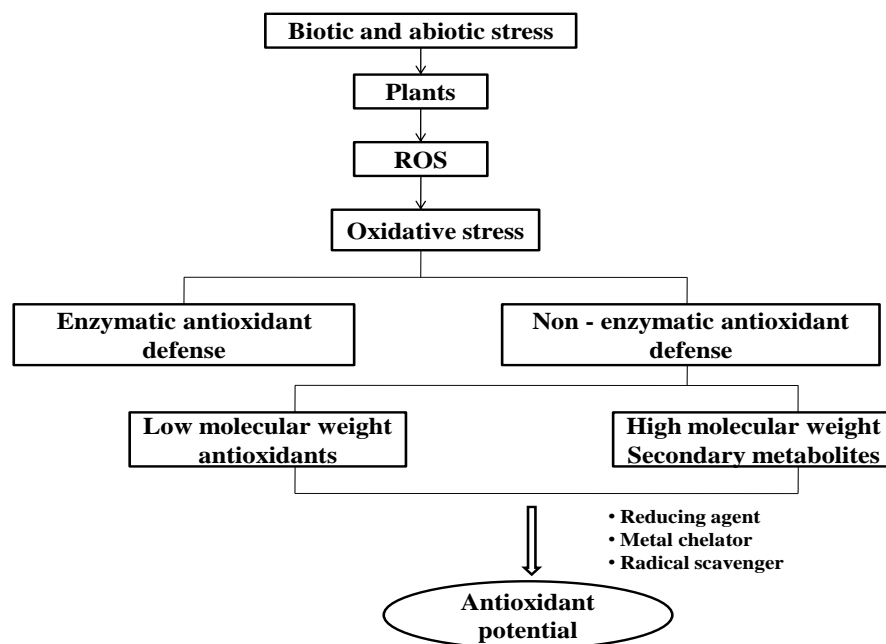 Biotic and abiotic stress
Plants
ROS
Oxidative stress
Enzymatic antioxidant
defense
Non - enzymatic antioxidant
defense
Low molecular weight
antioxidants
High molecular weight
Secondary metabolites
• Reducing agent
• Metal chelator
• Radical scavenger
Antioxidant
potential